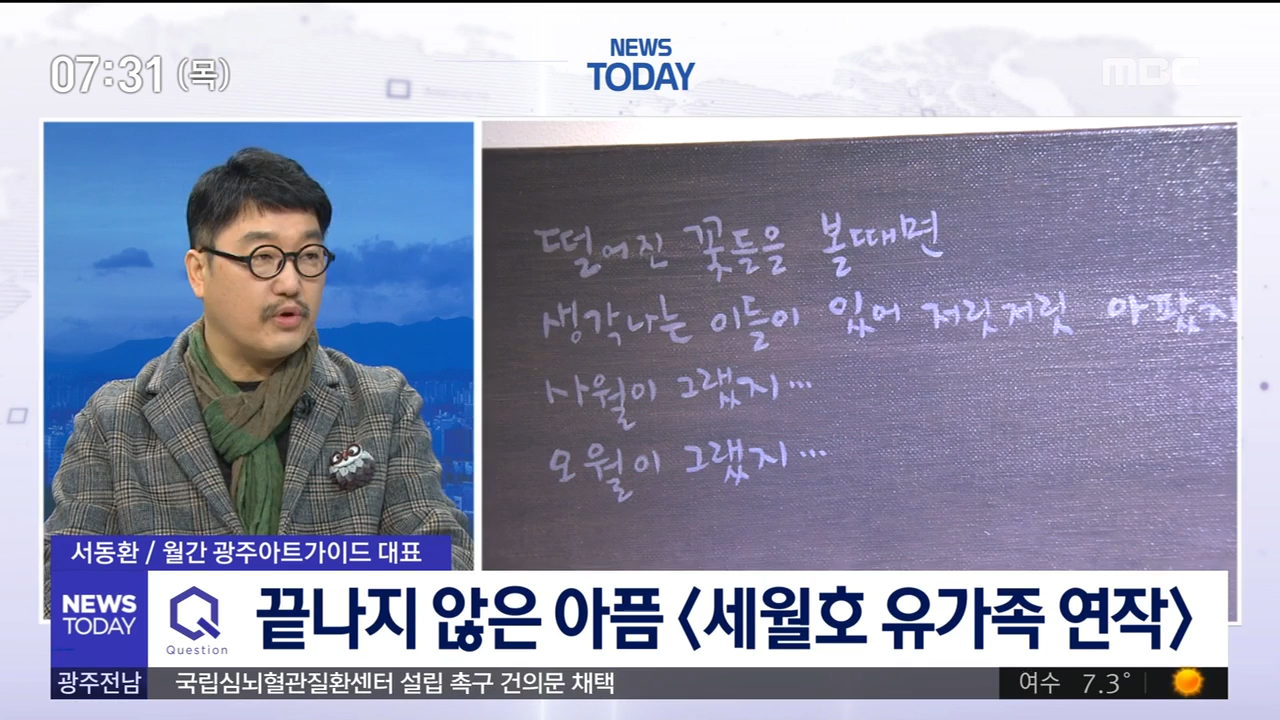 07:31 (목)
NEWS
TODAY
MBC
떨어진 꽃들을 볼때면
생각나는 이들이 있어 저릿저릿 아팠지
사월이 그랬지...
오월이 그랬지...
서동환 / 월간 광주아트가이드 대표
NEWS
TODAY
Q
Question
끝나지 않은 아픔 <세월호 유가족 연작>
광주전남
국립심뇌혈관질환센터 설립 촉구 건의문 채택
여수 7.3°